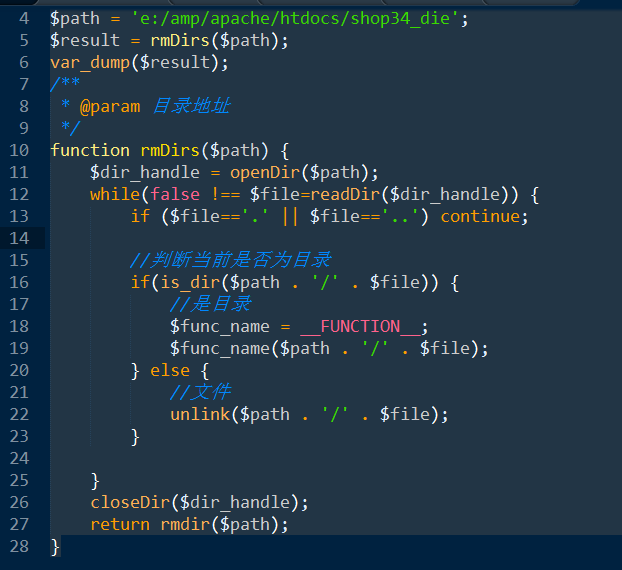 4 $path = 'e:/amp/apache/htdocs/shop34_die';
5 $result = rmDirs($path);
6 var_dump($result);
7 /**
8  * @param 目录地址
9  */
10 function rmDirs($path) {
11     $dir_handle = openDir($path);
12     while(false !== $file=readDir($dir_handle)) {
13         if ($file=='.' || $file=='..') continue;
14
15         //判断当前是否为目录
16         if(is_dir($path . '/' . $file)) {
17             //是目录
18             $func_name = __FUNCTION__;
19             $func_name($path . '/' . $file);
20         } else {
21             //文件
22             unlink($path . '/' . $file);
23         }
24
25     }
26     closeDir($dir_handle);
27     return rmdir($path);
28 }